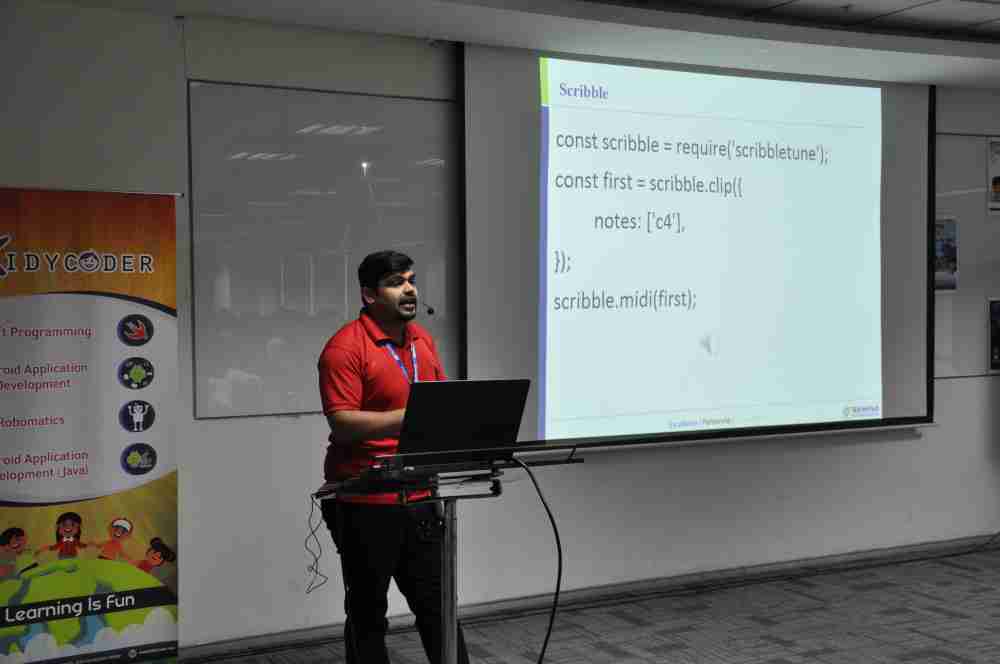 Scribble
const scribble = require('scribbletune');
const first = scribble.clip({
notes: ['c4'],
});
scribble.midi(first);
IDYCODER
t Programming
roid Application
evelopment
Robomatics
roid Application
elopment (Java)
Learning Is Fun